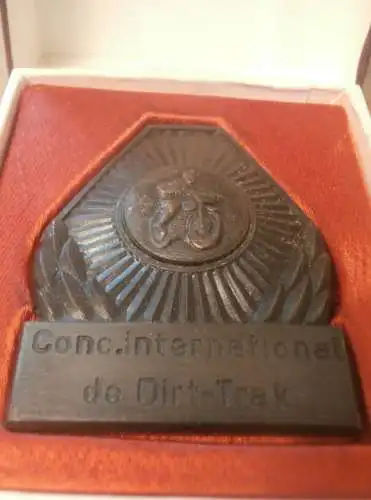 Conc.international
de Dirt-Trak